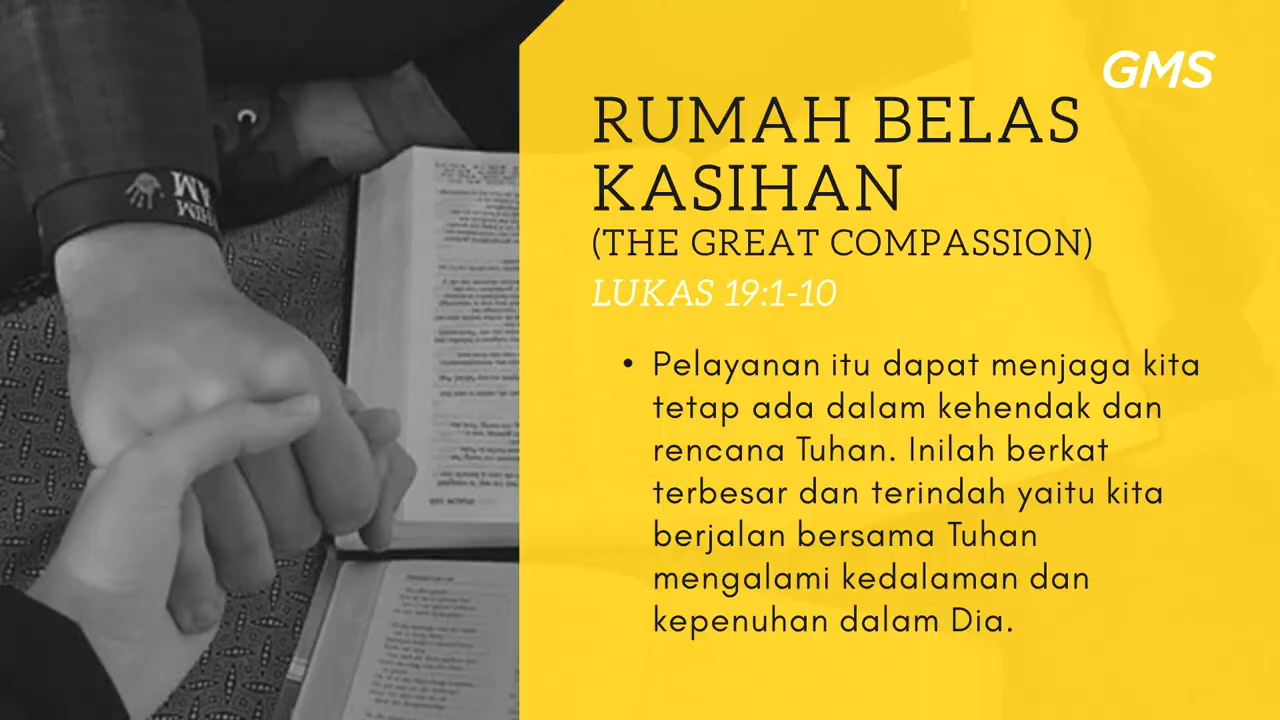 GMS
RUMAH BELAS
KASIHAN
(THE GREAT COMPASSION)
LUKAS 19:1-10
• Pelayanan itu dapat menjaga kita
tetap ada dalam kehendak dan
rencana Tuhan. Inilah berkat
terbesar dan terindah yaitu kita
berjalan bersama Tuhan
mengalami kedalaman dan
kepenuhan dalam Dia.